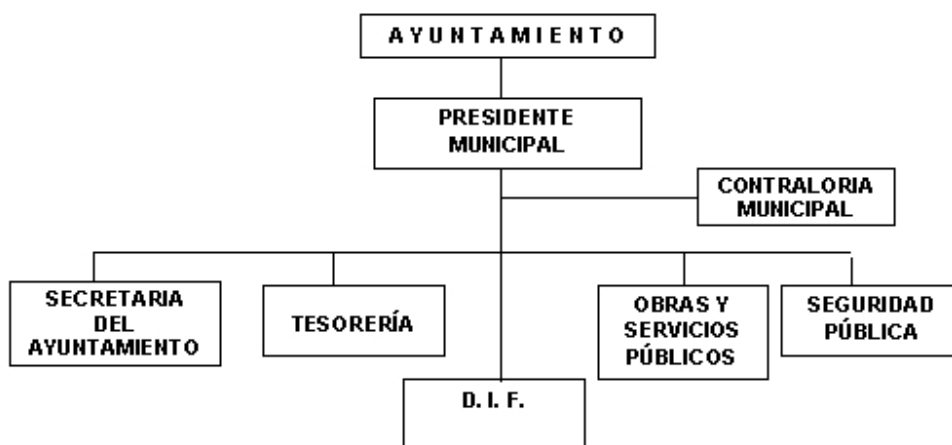 A Y U N T A M I E N T O
PRESIDENTE
MUNICIPAL
CONTRALORIA
MUNICIPAL
SECRETARIA
DEL
AYUNTAMIENTO
TESORERÍA
OBRAS Y
SERVICIOS
PÚBLICOS
SEGURIDAD
PÚBLICA
D. I. F.